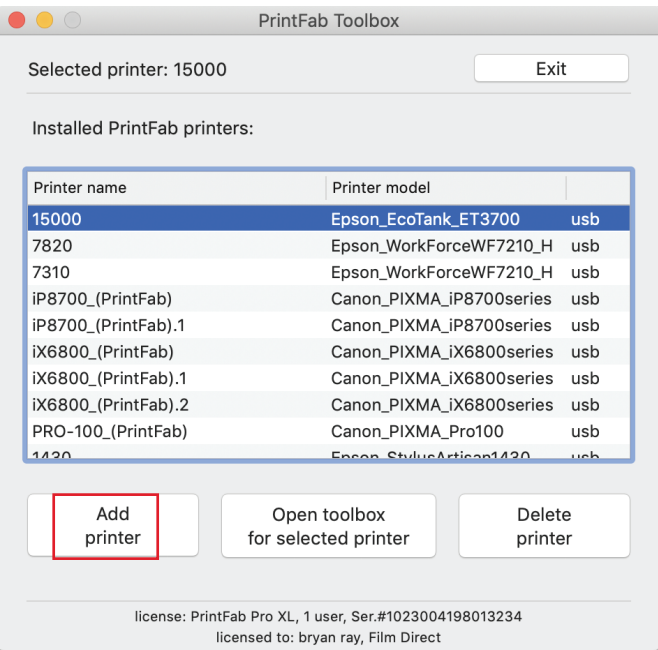 PrintFab Toolbox
Selected printer: 15000 Exit
Installed PrintFab printers:
Printer name Printer model
15000 Epson_EcoTank_ET3700 usb
7820 Epson_WorkForceWF7210_H usb
7310 Epson_WorkForceWF7210_H usb
iP8700_(PrintFab) Canon_PIXMA_iP8700series usb
iP8700_(PrintFab).1 Canon_PIXMA_iP8700series usb
iX6800_(PrintFab) Canon_PIXMA_iX6800series usb
iX6800_(PrintFab).1 Canon_PIXMA_iX6800series usb
iX6800_(PrintFab).2 Canon_PIXMA_iX6800series usb
PRO-100_(PrintFab) Canon_PIXMA_Pro100 usb
1430 Epson_StylusArtisan1430 usb
Add Open toolbox Delete
printer for selected printer printer
license: PrintFab Pro XL, 1 user, Ser.#1023004198013234
licensed to: bryan ray, Film Direct